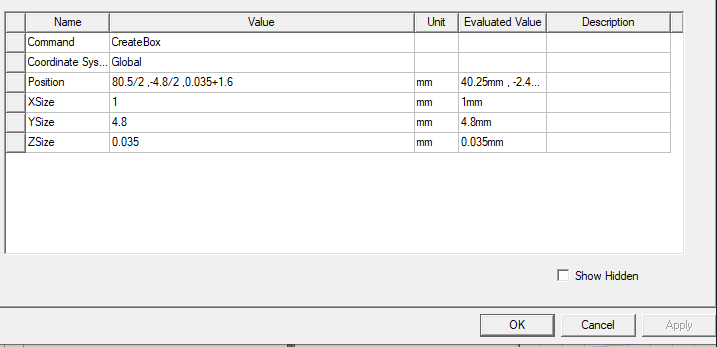 Name Value Unit Evaluated Value Description
Command CreateBox
Coordinate Sys... Global
Position 80.5/2 ,-4.8/2 ,0.035+1.6 mm 40.25mm , -2.4...
XSize 1 mm 1mm
YSize 4.8 mm 4.8mm
ZSize 0.035 mm 0.035mm
Show Hidden
OK Cancel Apply